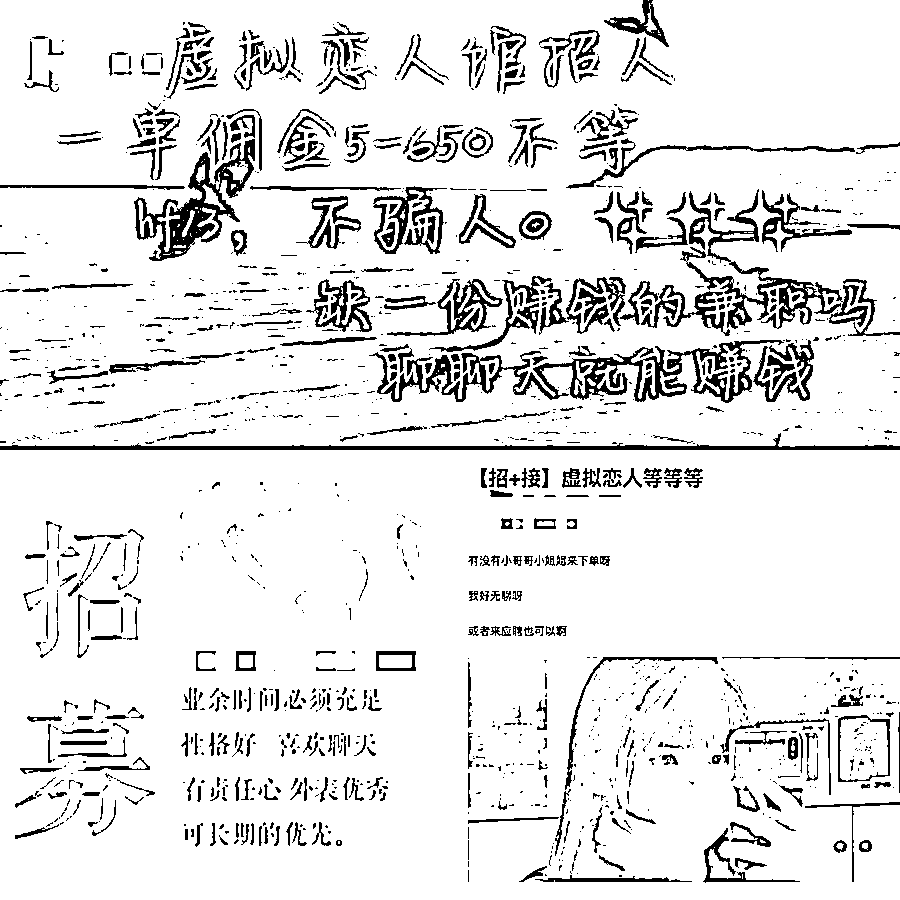 虚拟恋人馆招人
一单佣金5-650不等
不骗人。
缺一份赚钱的兼职吗
聊聊天就能赚钱
招募
业余时间必须充足
性格好 喜欢聊天
有责任心 外表优秀
可长期的优先。
【招+接】虚拟恋人等等等
有没有小哥哥小姐姐来下单呀
我好无聊呀
或者来应聘也可以啊